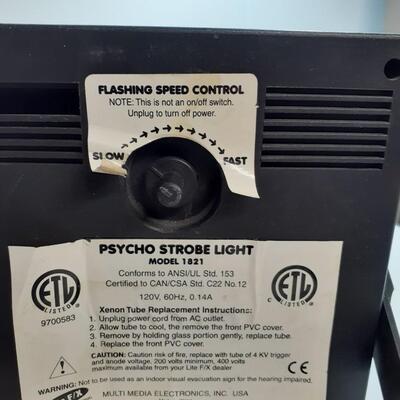 FLASHING SPEED CONTROL
NOTE: This is not an on/off switch.
Unplug to turn off power.
SLOW FAST
PSYCHO STROBE LIGHT
MODEL 1821
Conforms to ANSI/UL Std. 153
Certified to CAN/CSA Std. C22 No.12
120V, 60Hz, 0.14A
ETL
LISTED
9700583
C ETL
LISTED
Xenon Tube Replacement Instructions:
1. Unplug power cord from AC outlet.
2. Allow tube to cool, the remove the front PVC cover.
3. Remove by holding glass portion gently, replace tube.
4. Replace the front PVC cover.
CAUTION: Caution risk of fire, replace with tube of 4 KV trigger
and anode voltage, 200 volts minimum, 400 volts
maximum available from your Lite F/X dealer
Warning: Not to be used as an indoor visual evacuation sign for the hearing impaired.
MULTI MEDIA ELECTRONICS, INC. USA